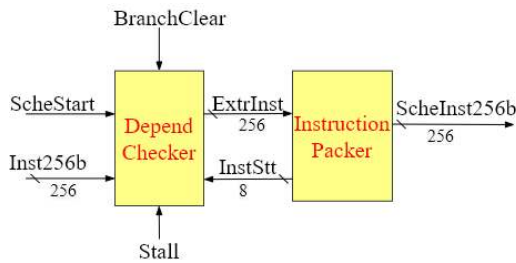 BranchClear
ScheStart
ExtrInst
256
ScheInst256b
256
Depend
Checker
Instruction
Packer
Inst256b
256
InstStt
8
Stall